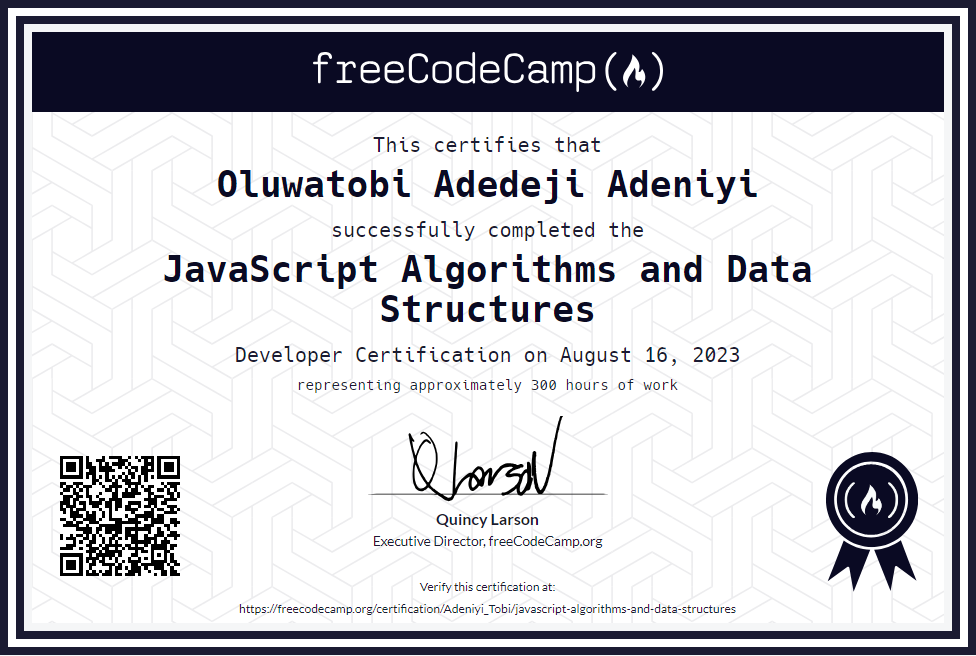 freeCodeCamp
This certifies that
Oluwatobi Adedeji Adeniyi
successfully completed the
JavaScript Algorithms and Data
Structures
Developer Certification on August 16, 2023
representing approximately 300 hours of work
Quincy Larson
Executive Director, freeCodeCamp.org
Verify this certification at:
https://freecodecamp.org/certification/Adeniyi_Tobi/javascript-algorithms-and-data-structures